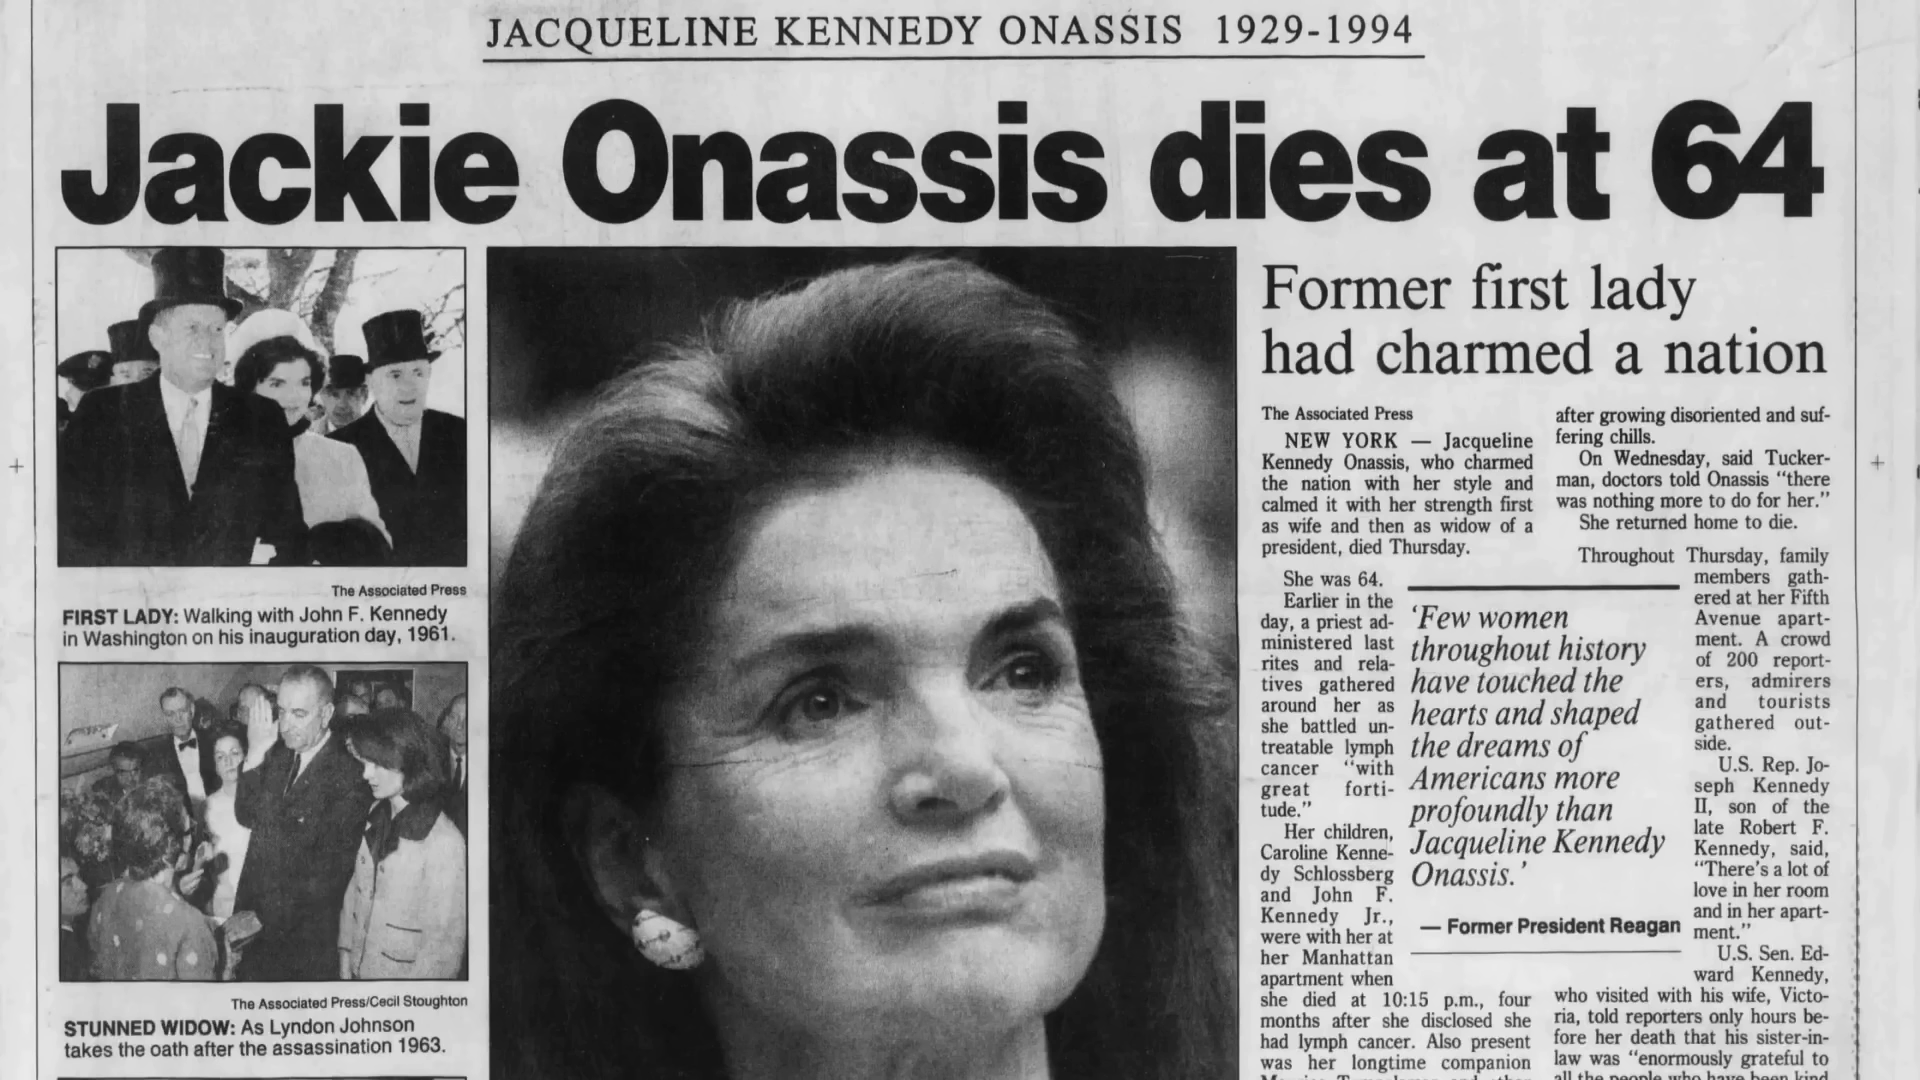 JACQUELINE KENNEDY ONASSIS 1929-1994
Jackie Onassis dies at 64
The Associated Press
FIRST LADY: Walking with John F. Kennedy
in Washington on his inauguration day, 1961.
The Associated Press/Cecil Stoughton
STUNNED WIDOW: As Lyndon Johnson
takes the oath after the assassination 1963.
Former first lady
had charmed a nation
The Associated Press
NEW YORK — Jacqueline
Kennedy Onassis, who charmed
the nation with her style and
calmed it with her strength first
as wife and then as widow of a
president, died Thursday.
She was 64.
Earlier in the
day, a priest ad-
ministered last
rites and rela-
tives gathered
around her as
she battled un-
treatable lymph
cancer "with
great forti-
tude."
Her children,
Caroline Kenne-
dy Schlossberg
and John F.
Kennedy Jr.,
were with her at
her Manhattan
apartment when
she died at 10:15 p.m., four
months after she disclosed she
had lymph cancer. Also present
was her longtime companion
'Few women
throughout history
have touched the
hearts and shaped
the dreams of
Americans more
profoundly than
Jacqueline Kennedy
Onassis.'
— Former President Reagan
after growing disoriented and suf-
fering chills.
On Wednesday, said Tucker-
man, doctors told Onassis "there
was nothing more to do for her."
She returned home to die.
Throughout Thursday, family
members gath-
ered at her Fifth
Avenue apart-
ment. A crowd
of 200 report-
ers, admirers
and tourists
gathered out-
side.
U.S. Rep. Jo-
seph Kennedy
II, son of the
late Robert F.
Kennedy, said,
"There's a lot of
love in her room
and in her apart-
ment."
U.S. Sen. Ed-
ward Kennedy,
who visited with his wife, Victo-
ria, told reporters only hours be-
fore her death that his sister-in-
law was "enormously grateful to
all the people who have been kind